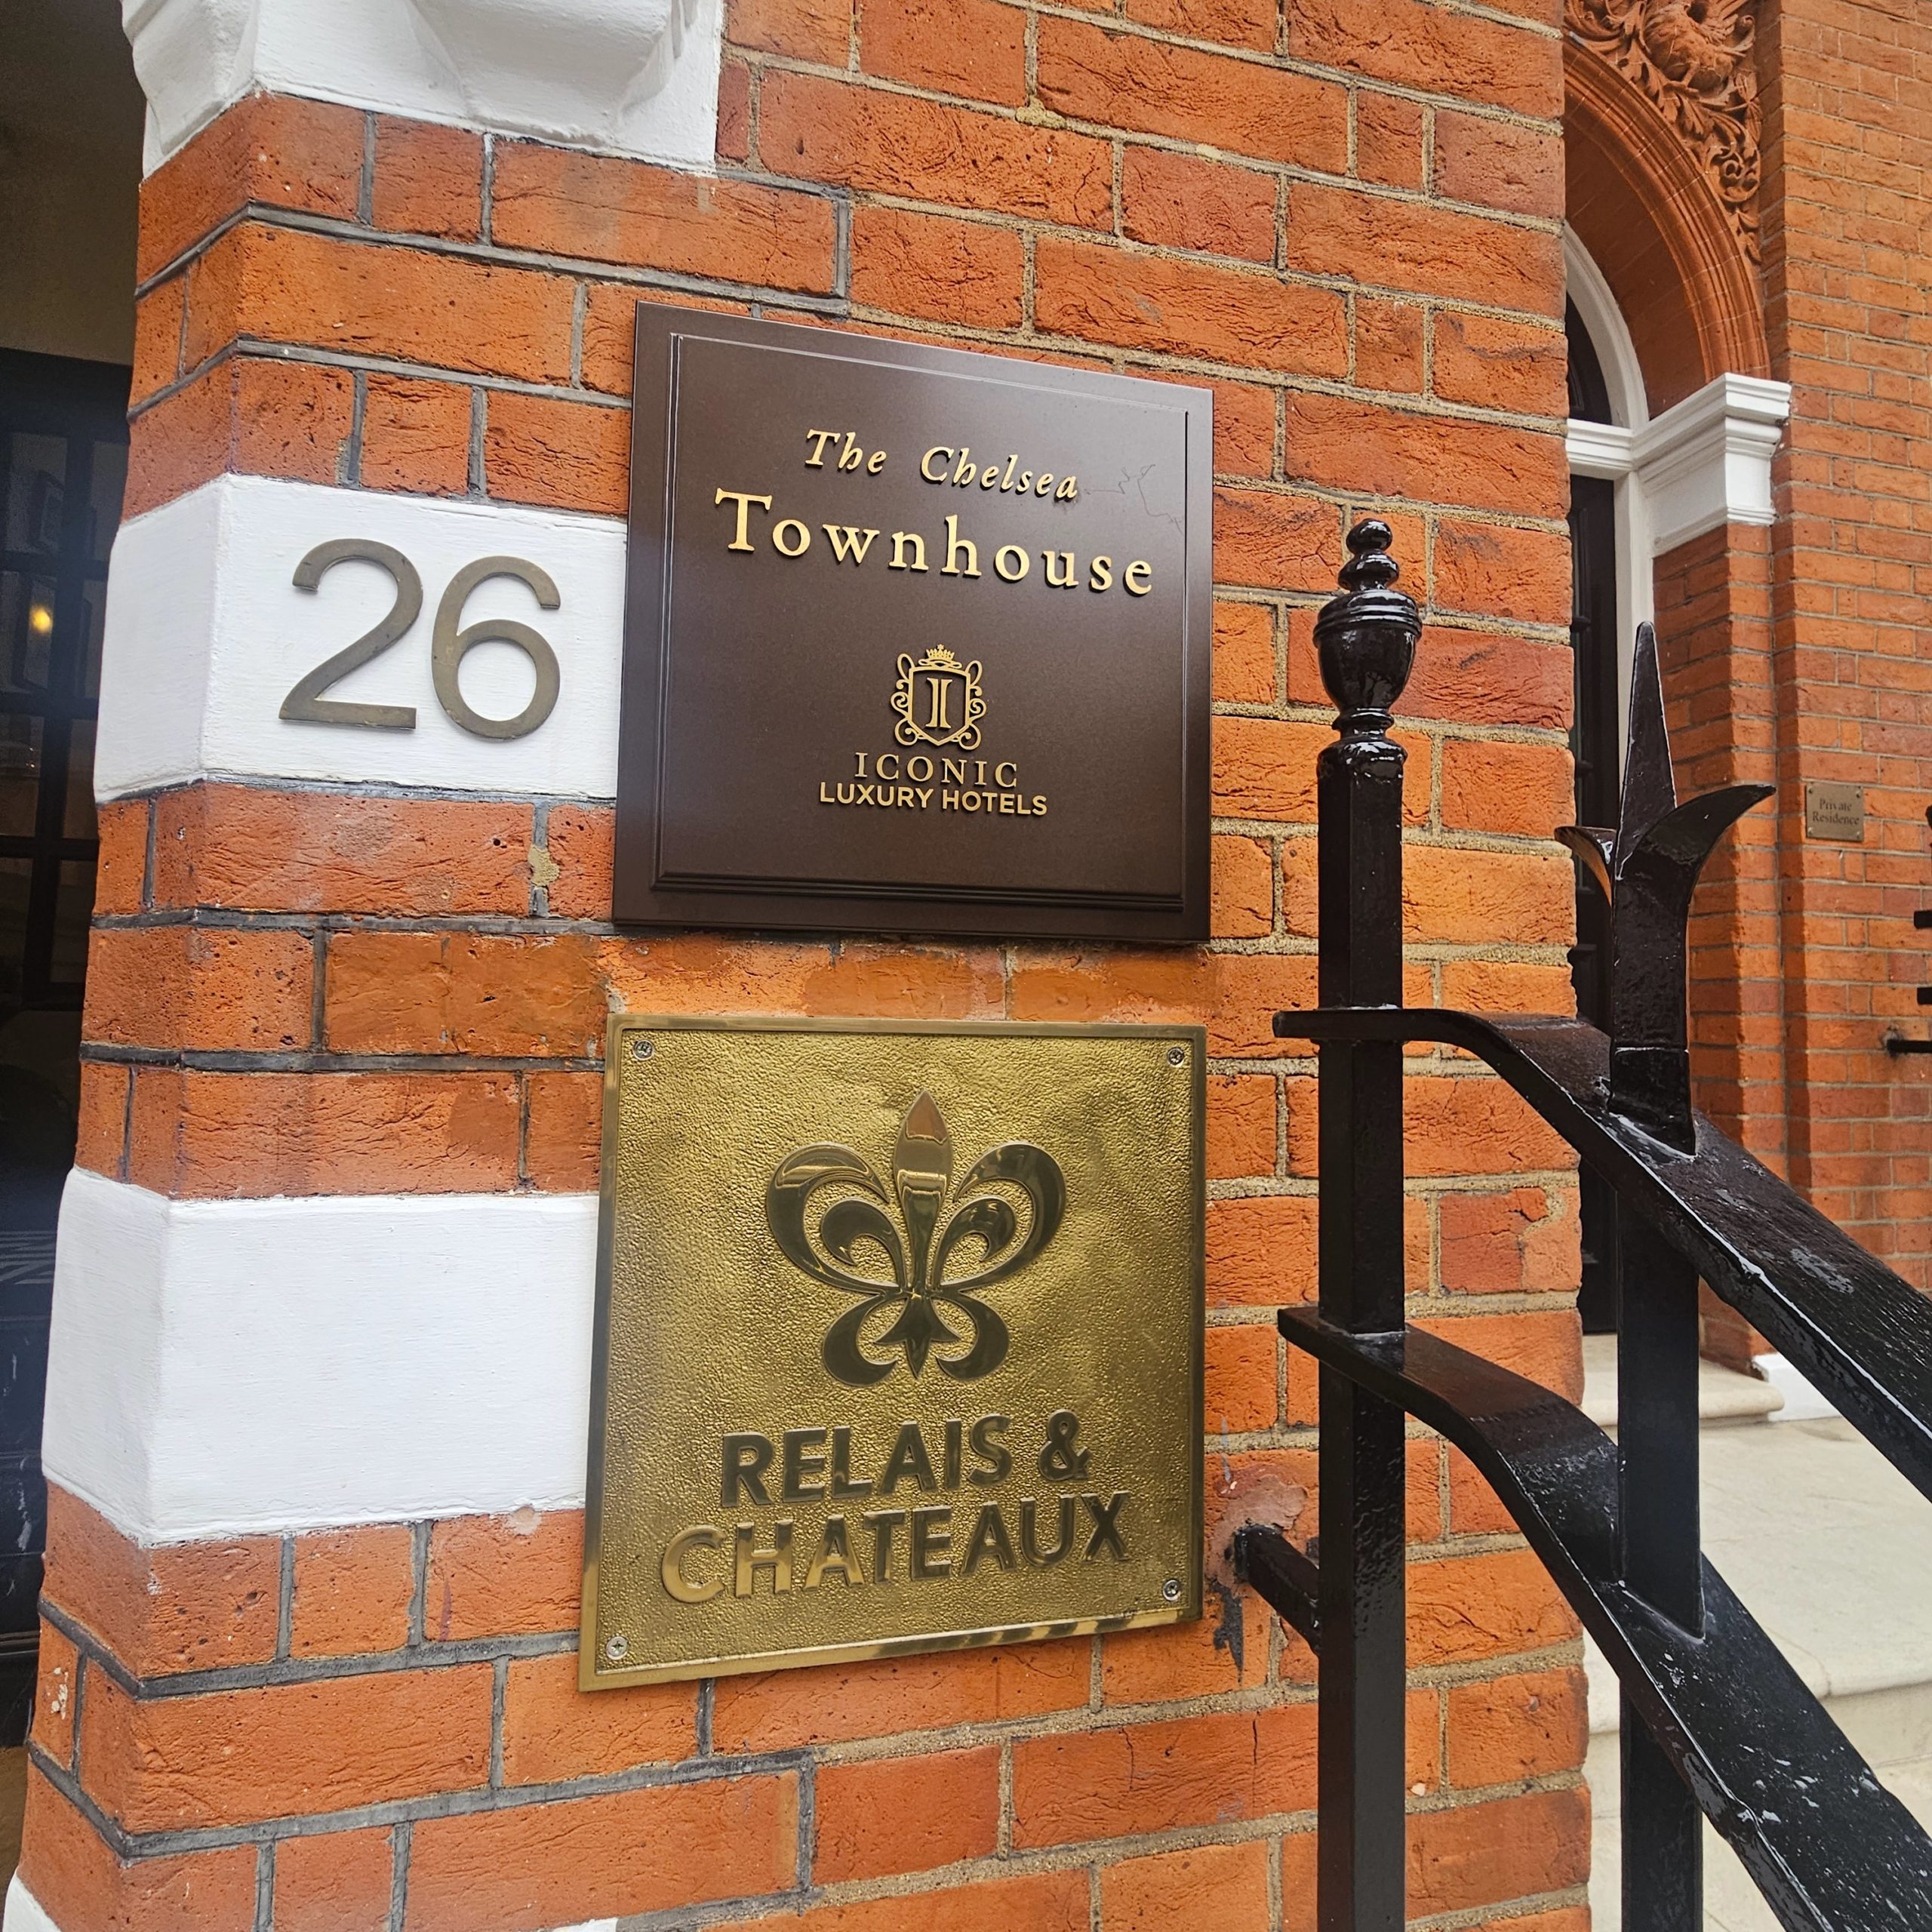 26
The Chelsea
Townhouse
ICONIC
LUXURY HOTELS
RELAIS &
CHATEAUX
Private
Residence